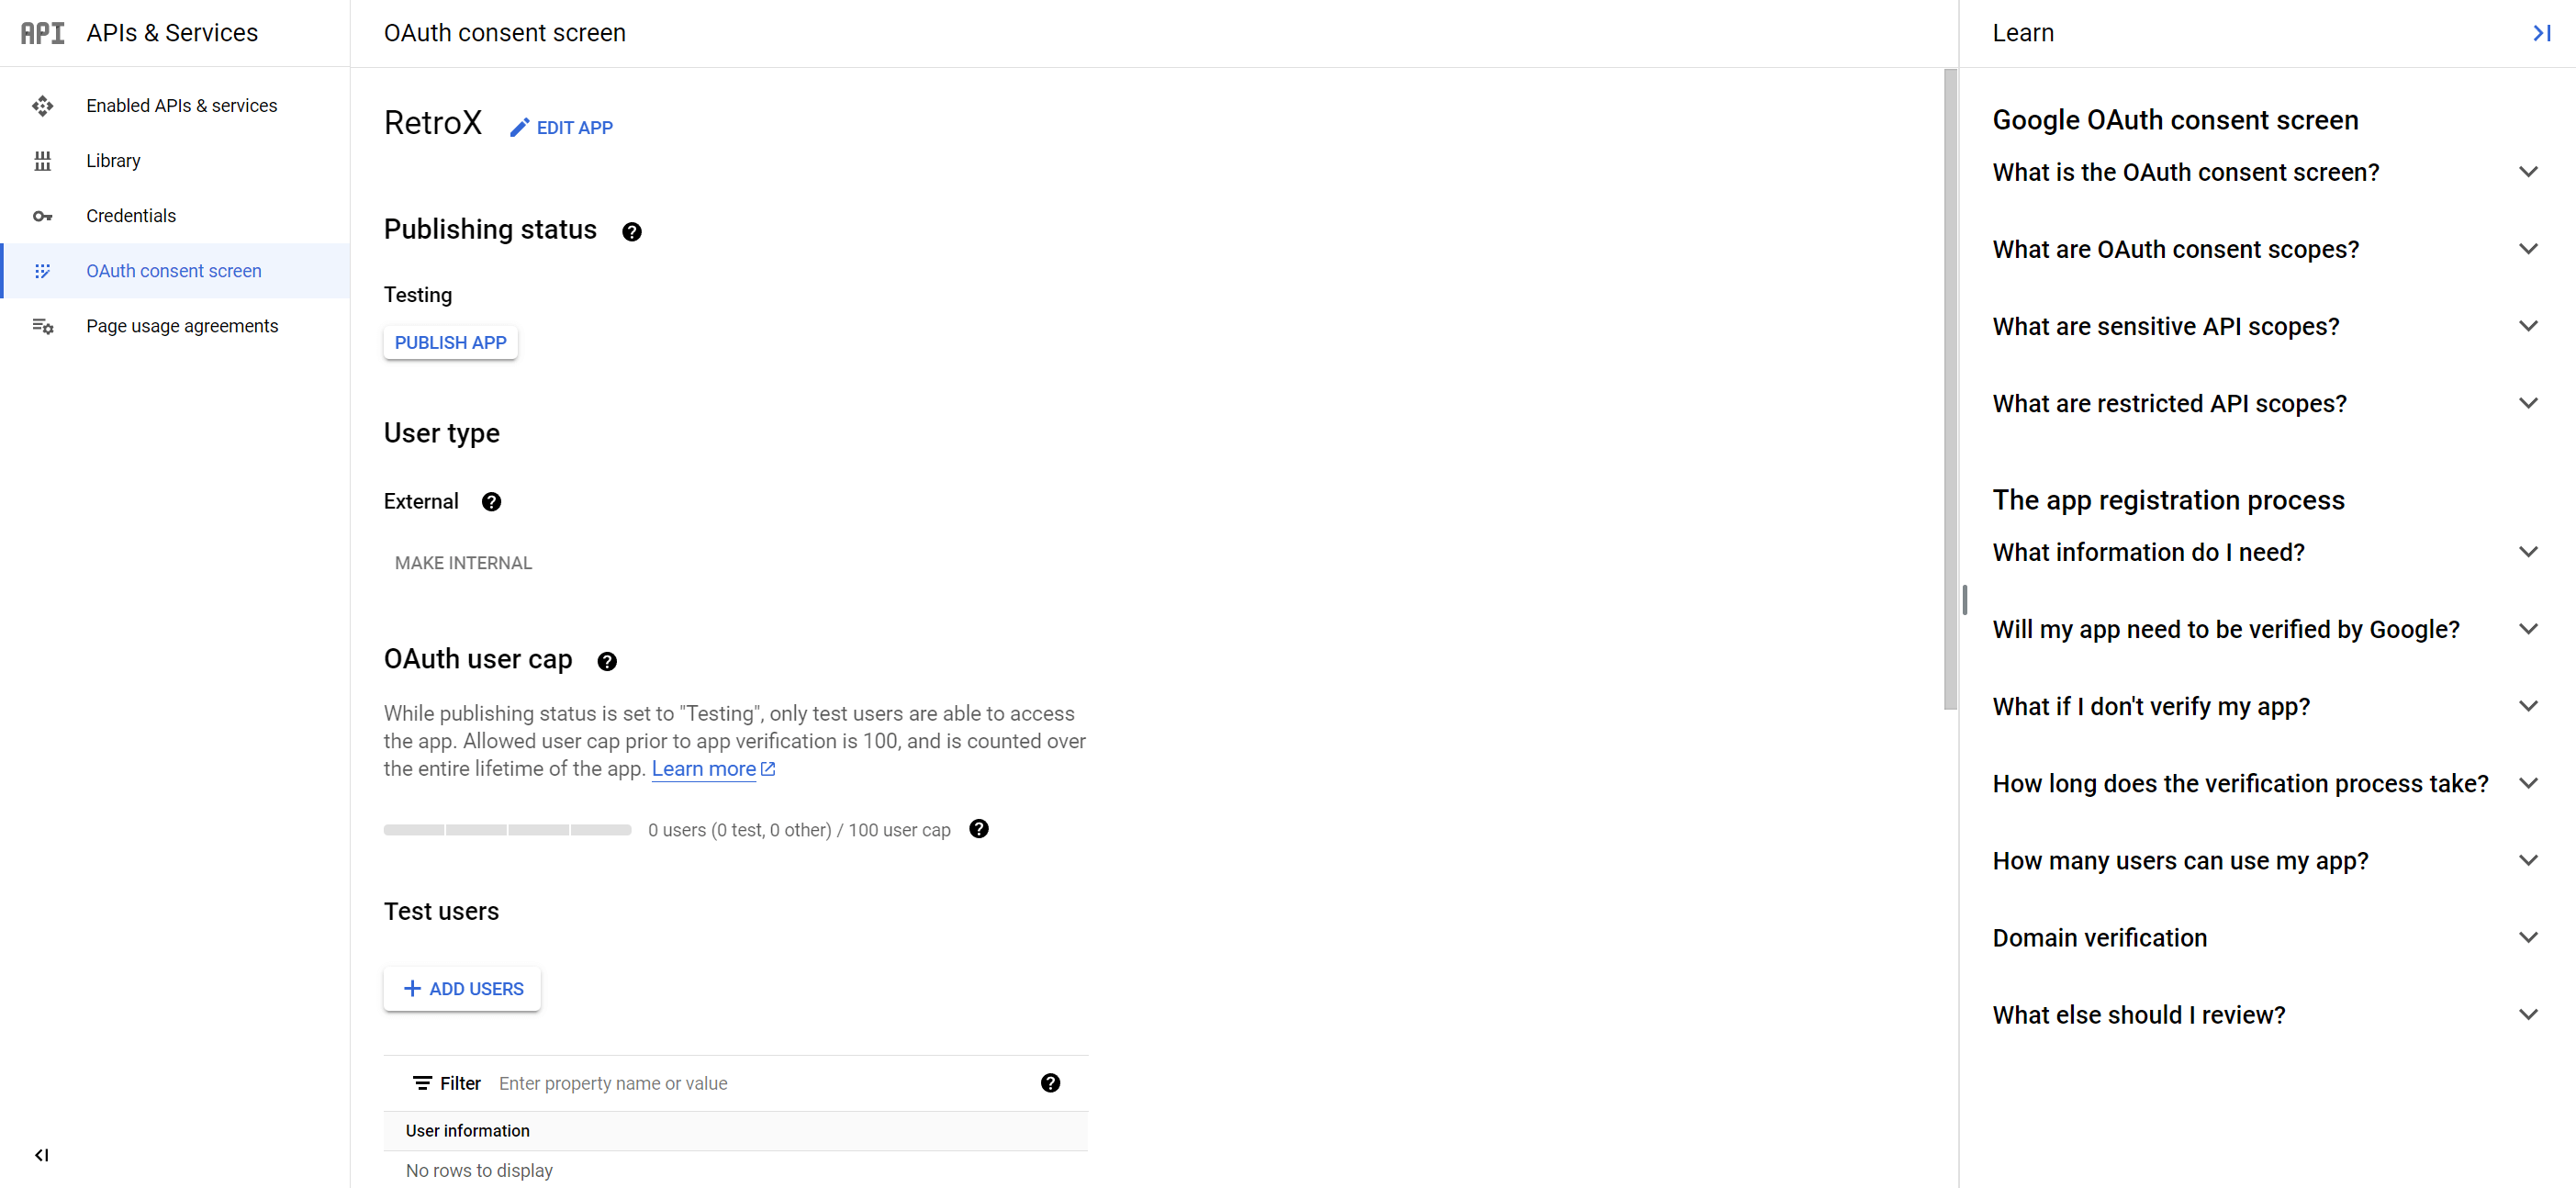 API APIs & Services
Enabled APIs & services
Library
Credentials
OAuth consent screen
Page usage agreements
OAuth consent screen
RetroX EDIT APP
Publishing status
Testing
PUBLISH APP
User type
External
MAKE INTERNAL
OAuth user cap
While publishing status is set to "Testing", only test users are able to access
the app. Allowed user cap prior to app verification is 100, and is counted over
the entire lifetime of the app. Learn more
0 users (0 test, 0 other) / 100 user cap
Test users
+ ADD USERS
Filter Enter property name or value
User information
No rows to display
Learn
Google OAuth consent screen
What is the OAuth consent screen?
What are OAuth consent scopes?
What are sensitive API scopes?
What are restricted API scopes?
The app registration process
What information do I need?
Will my app need to be verified by Google?
What if I don't verify my app?
How long does the verification process take?
How many users can use my app?
Domain verification
What else should I review?